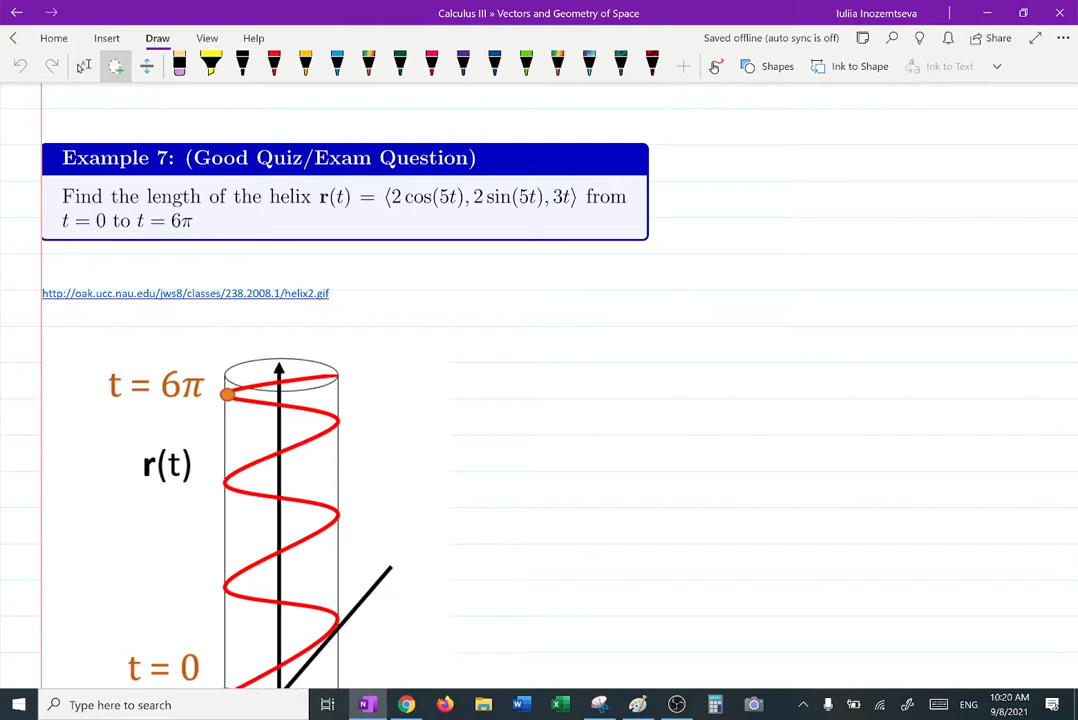 Calculus III » Vectors and Geometry of Space
Iuliia Inozemtseva
Home
Insert
Draw
View
Help
Saved offline (auto sync is off)
Share
Shapes
Ink to Shape
Ink to Text
Example 7: (Good Quiz/Exam Question)
Find the length of the helix r(t) = ⟨2 cos(5t), 2 sin(5t), 3t⟩ from
t = 0 to t = 6π
http://oak.ucc.nau.edu/jws8/classes/238.2008.1/helix2.gif
t = 6π
r(t)
t = 0
Type here to search
ENG
10:20 AM
9/8/2021